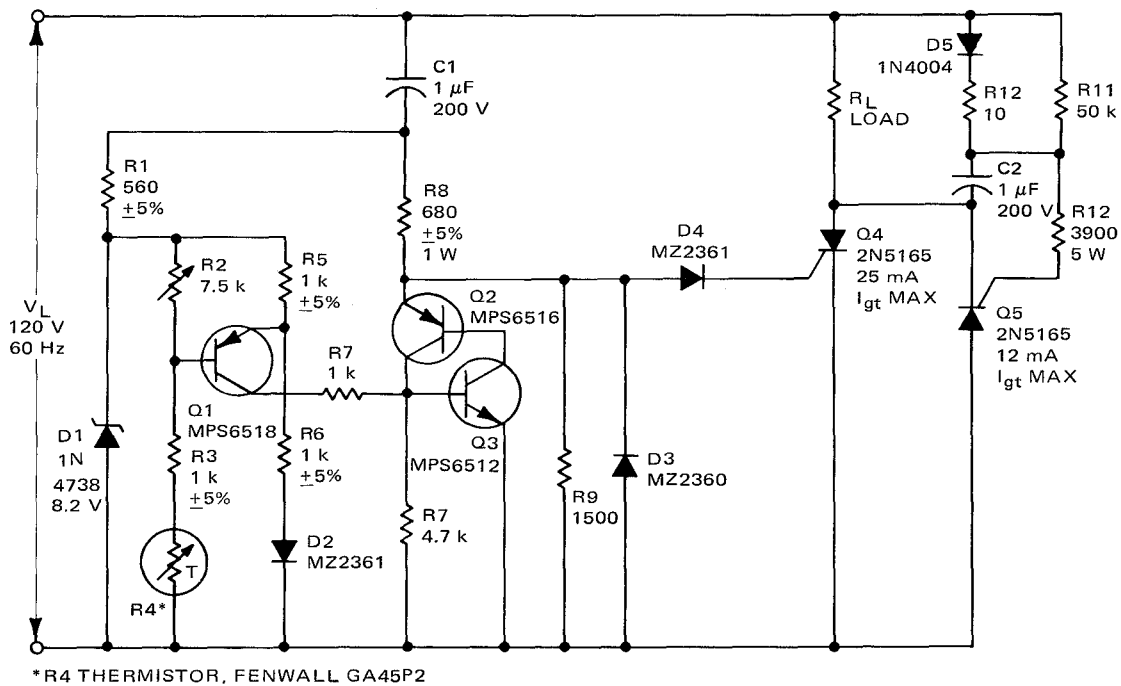 C1
1 µF
200 V
D5
1N4004
R12
10
R11
50 k
RL
LOAD
R1
560
±5%
R8
680
±5%
1 W
C2
1 µF
200 V
R12
3900
5 W
D4
MZ2361
Q4
2N5165
25 mA
Igt MAX
R2
7.5 k
R5
1 k
±5%
Q2
MPS6516
VL
120 V
60 Hz
Q5
2N5165
12 mA
Igt MAX
R7
1 k
Q1
MPS6518
Q3
MPS6512
D1
1N
4738
8.2 V
R3
1 k
±5%
R6
1 k
±5%
D3
MZ2360
R9
1500
R7
4.7 k
D2
MZ2361
T
R4*
*R4 THERMISTOR, FENWALL GA45P2